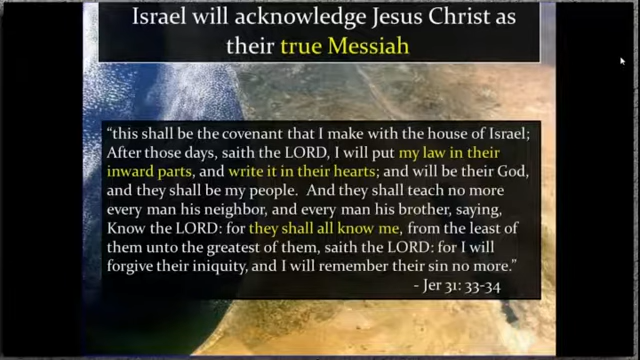 Israel will acknowledge Jesus Christ as
their true Messiah
“this shall be the covenant that I make with the house of Israel;
After those days, saith the LORD, I will put my law in their
inward parts, and write it in their hearts; and will be their God,
and they shall be my people.  And they shall teach no more
every man his neighbor, and every man his brother, saying,
Know the LORD: for they shall all know me, from the least of
them unto the greatest of them, saith the LORD: for I will
forgive their iniquity, and I will remember their sin no more.”
- Jer 31: 33-34